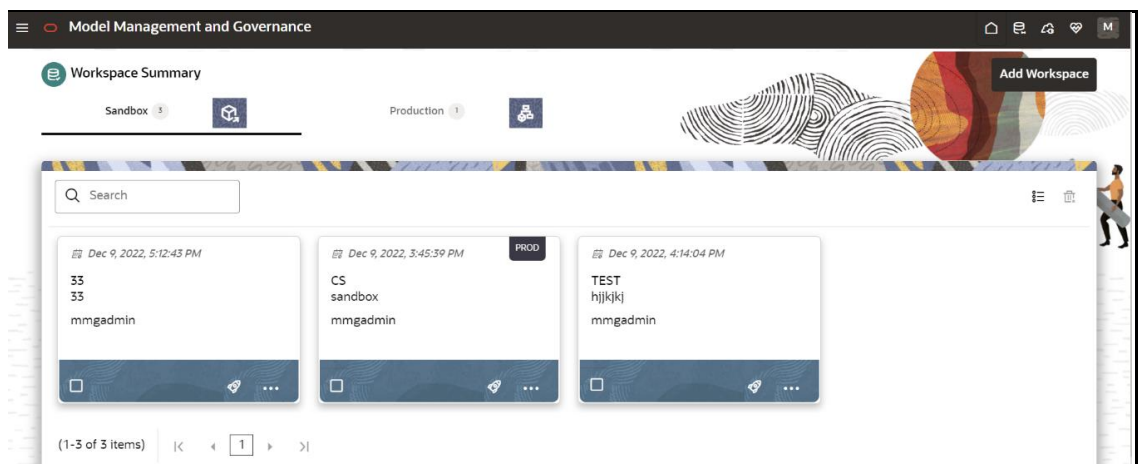 Model Management and Governance
M
Workspace Summary
Add Workspace
Sandbox 3
Production 1
Search
Dec 9, 2022, 5:12:43 PM
33
33
mmgadmin
Dec 9, 2022, 3:45:39 PM
PROD
CS
sandbox
mmgadmin
Dec 9, 2022, 4:14:04 PM
TEST
hjjkjkj
mmgadmin
(1-3 of 3 items)
1